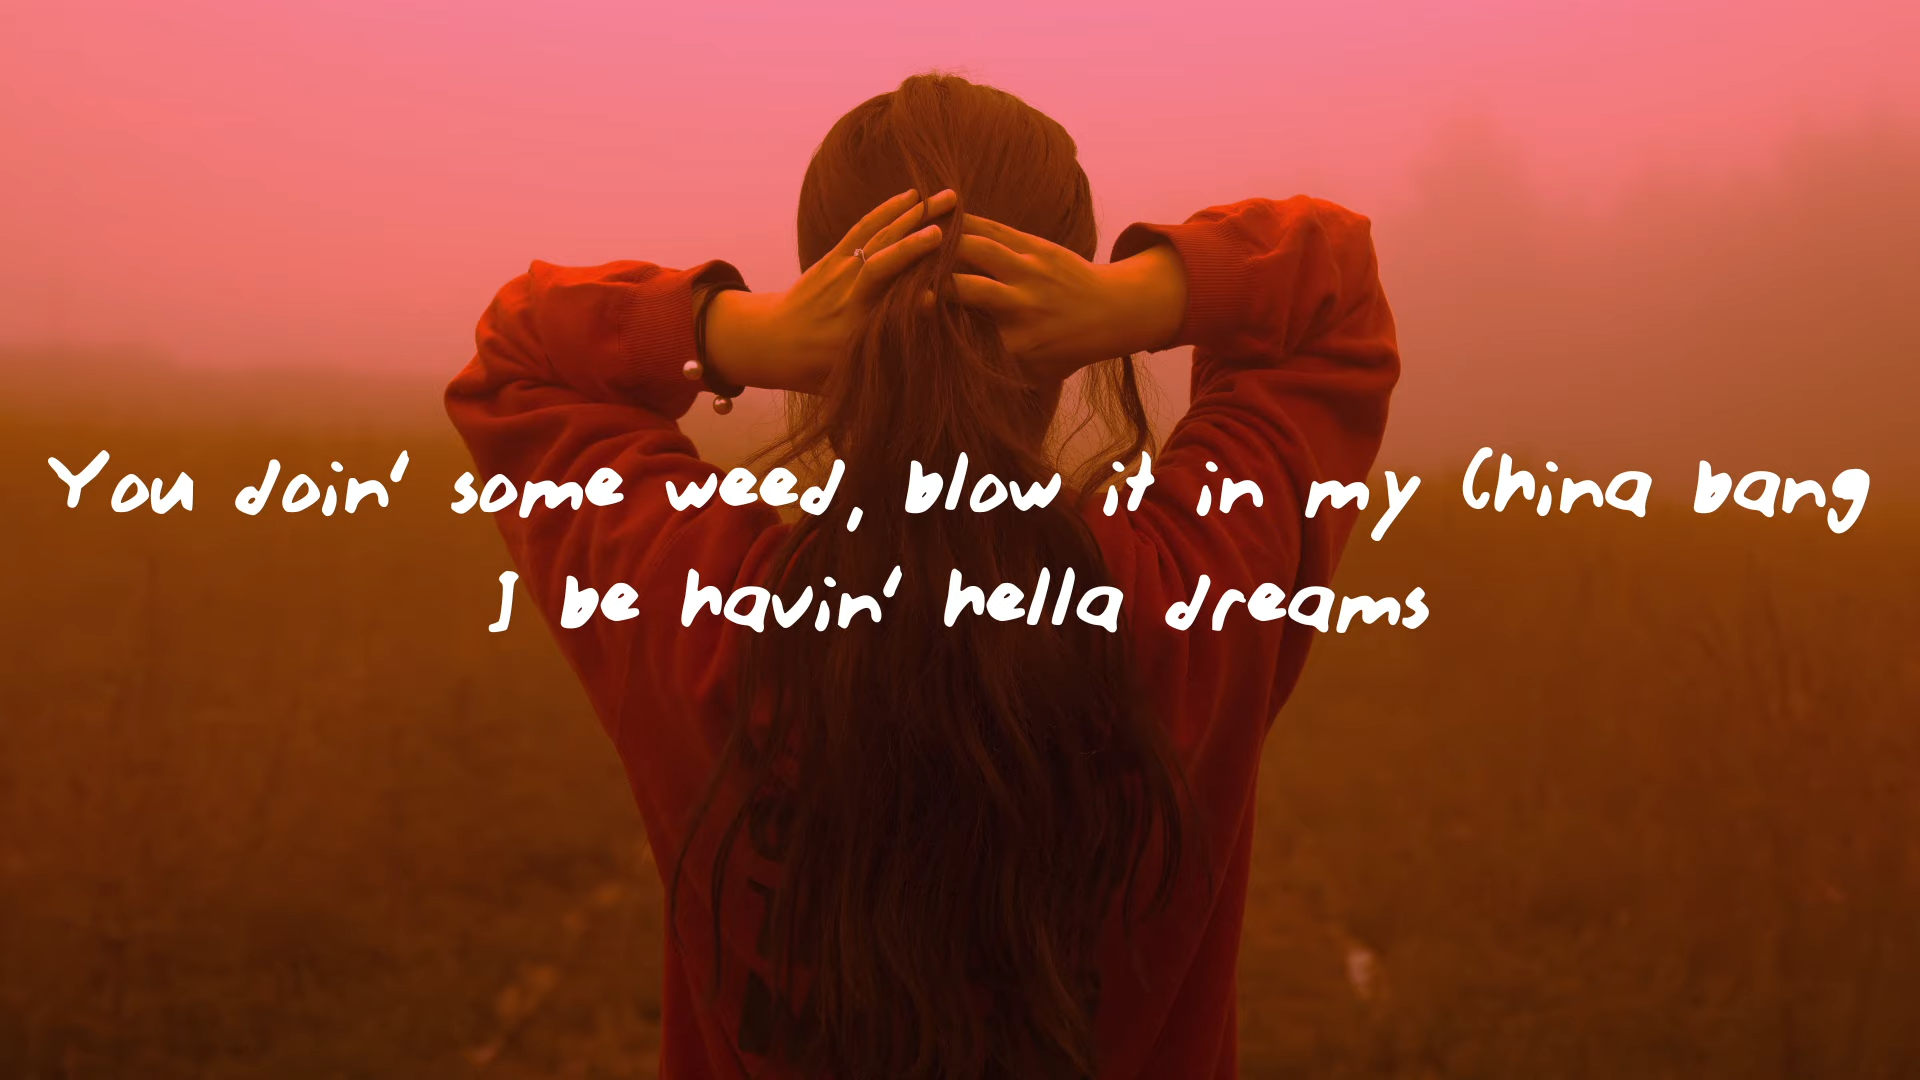 You doin' some weed, blow it in my China bang
I be havin' hella dreams